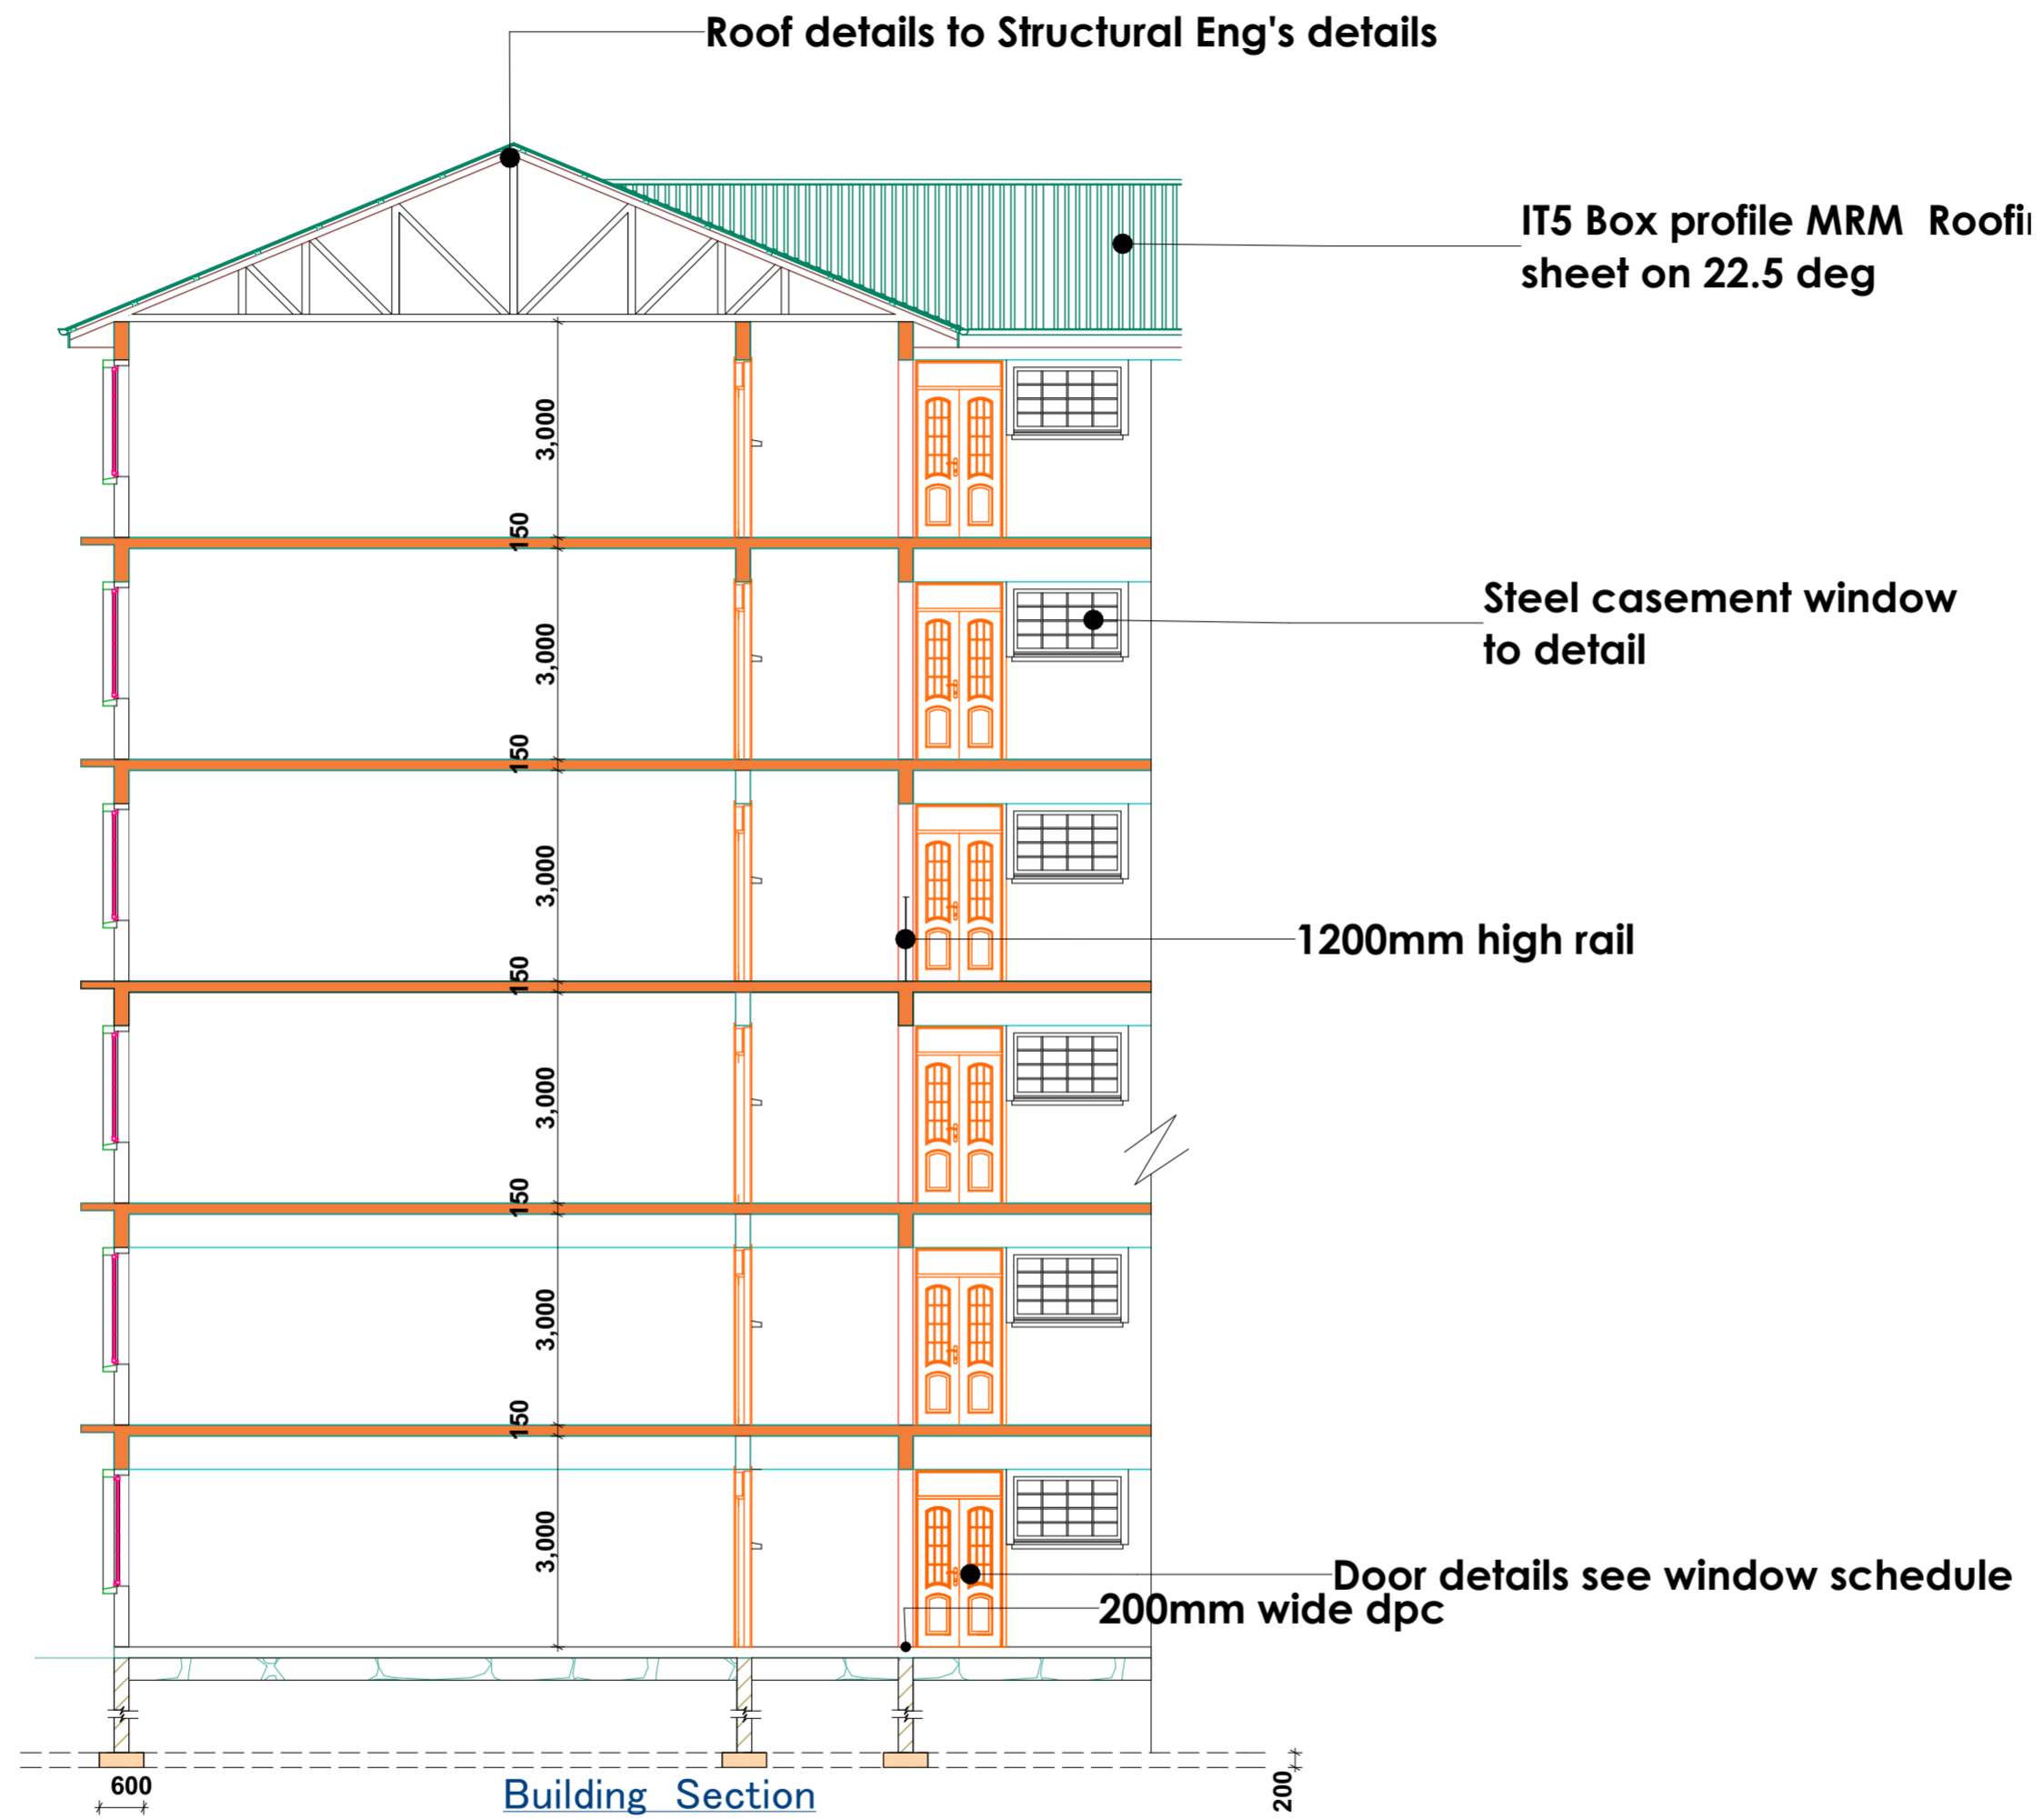 Roof details to Structural Eng's details
IT5 Box profile MRM Roofi
sheet on 22.5 deg
3,000
150
Steel casement window
to detail
3,000
150
3,000
1200mm high rail
150
3,000
150
3,000
150
3,000
Door details see window schedule
200mm wide dpc
600
Building Section
200